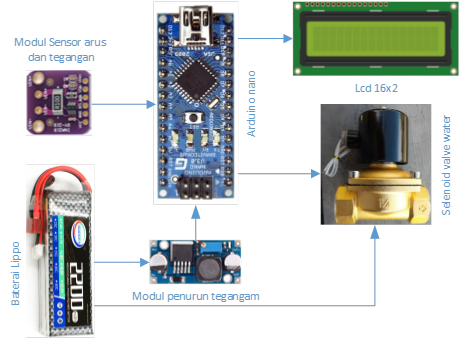 Modul Sensor arus
dan tegangan
Arduino nano
Lcd 16x2
Selenoid valve water
Baterai Lippo
2200
Modul penurun tegangam